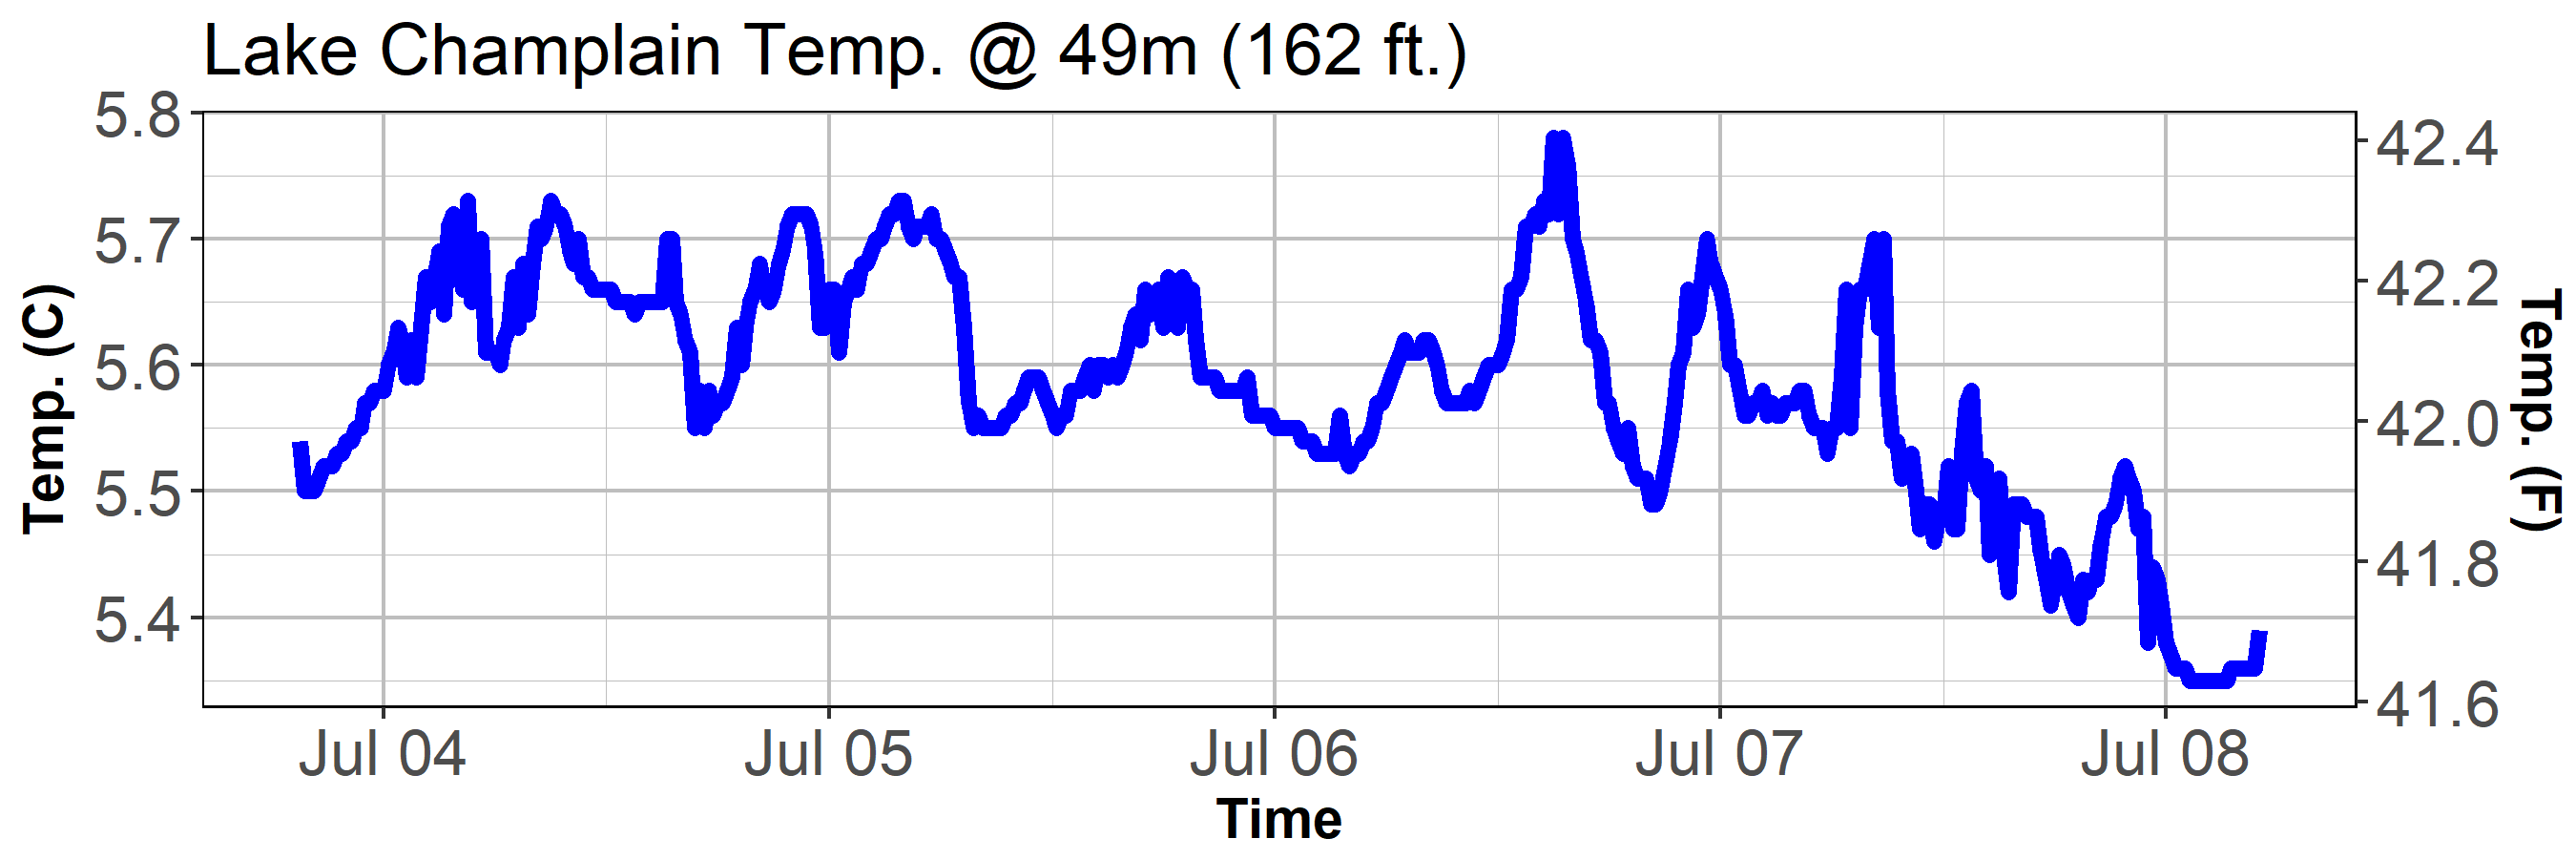 Lake Champlain Temp. @ 49m (162 ft.)
5.8
5.7
5.6
5.5
5.4
Temp. (C)
42.4
42.2
42.0
41.8
41.6
Temp. (F)
Jul 04
Jul 05
Jul 06
Jul 07
Jul 08
Time